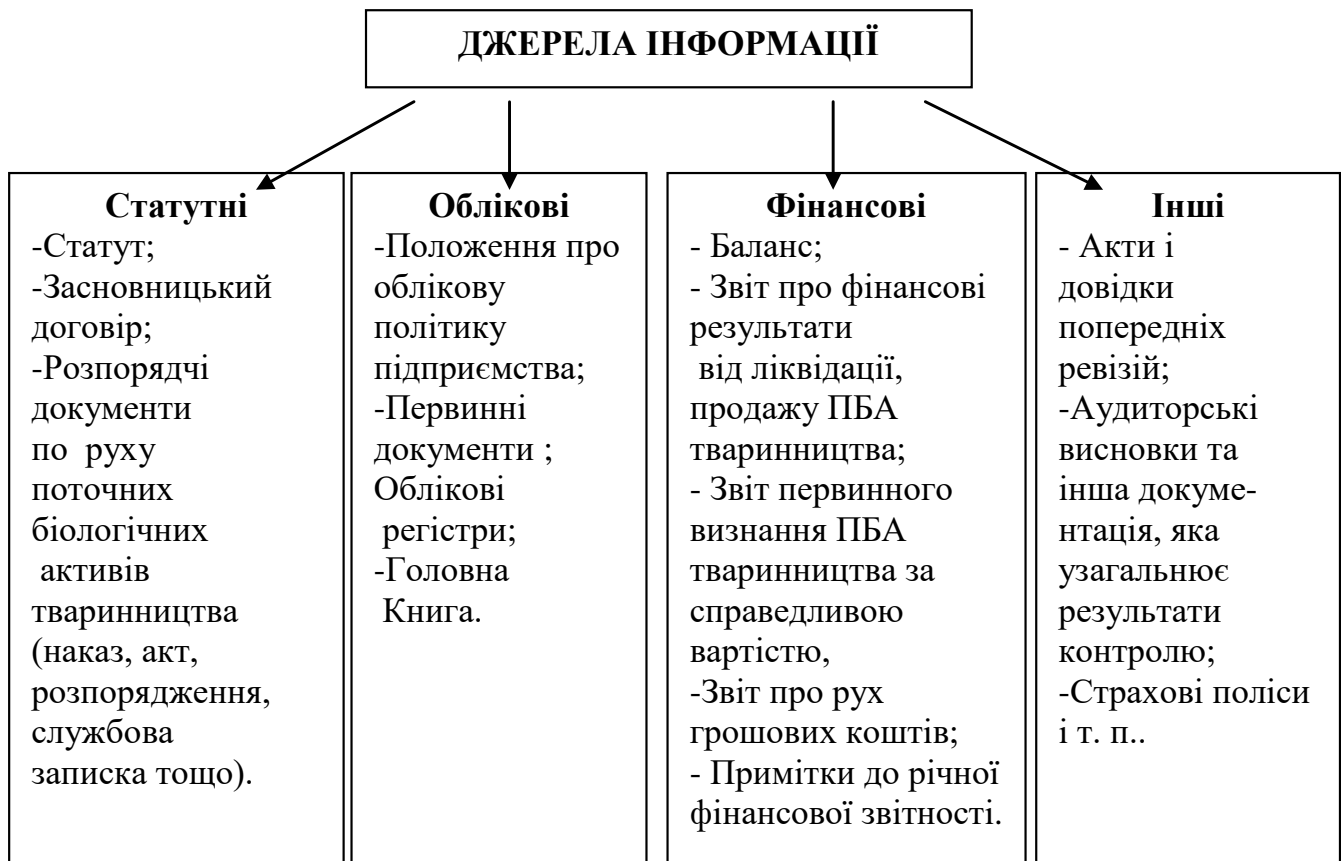 ДЖЕРЕЛА ІНФОРМАЦІЇ
Статутні
-Статут;
-Засновницький
договір;
-Розпорядчі
документи
по руху
поточних
біологічних
активів
тваринництва
(наказ, акт,
розпорядження,
службова
записка тощо).
Облікові
-Положення про
облікову
політику
підприємства;
-Первинні
документи ;
Облікові
регістри;
-Головна
Книга.
Фінансові
- Баланс;
- Звіт про фінансові
результати
від ліквідації,
продажу ПБА
тваринництва;
- Звіт первинного
визнання ПБА
тваринництва за
справедливою
вартістю,
-Звіт про рух
грошових коштів;
- Примітки до річної
фінансової звітності.
Інші
- Акти і
довідки
попередніх
ревізій;
-Аудиторські
висновки та
інша докуме-
нтація, яка
узагальнює
результати
контролю;
-Страхові поліси
і т. п..